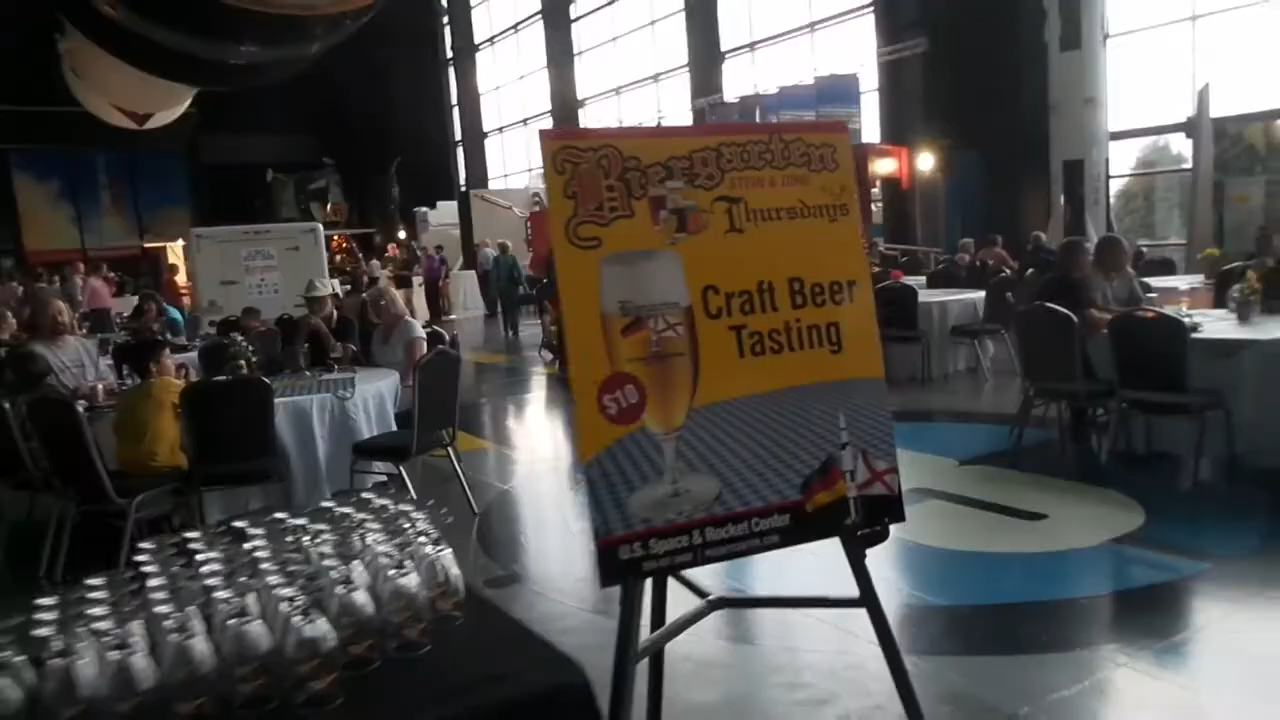 Biergarten
STEIN & DINE
Thursdays
Craft Beer
Tasting
$10
U.S. Space & Rocket Center